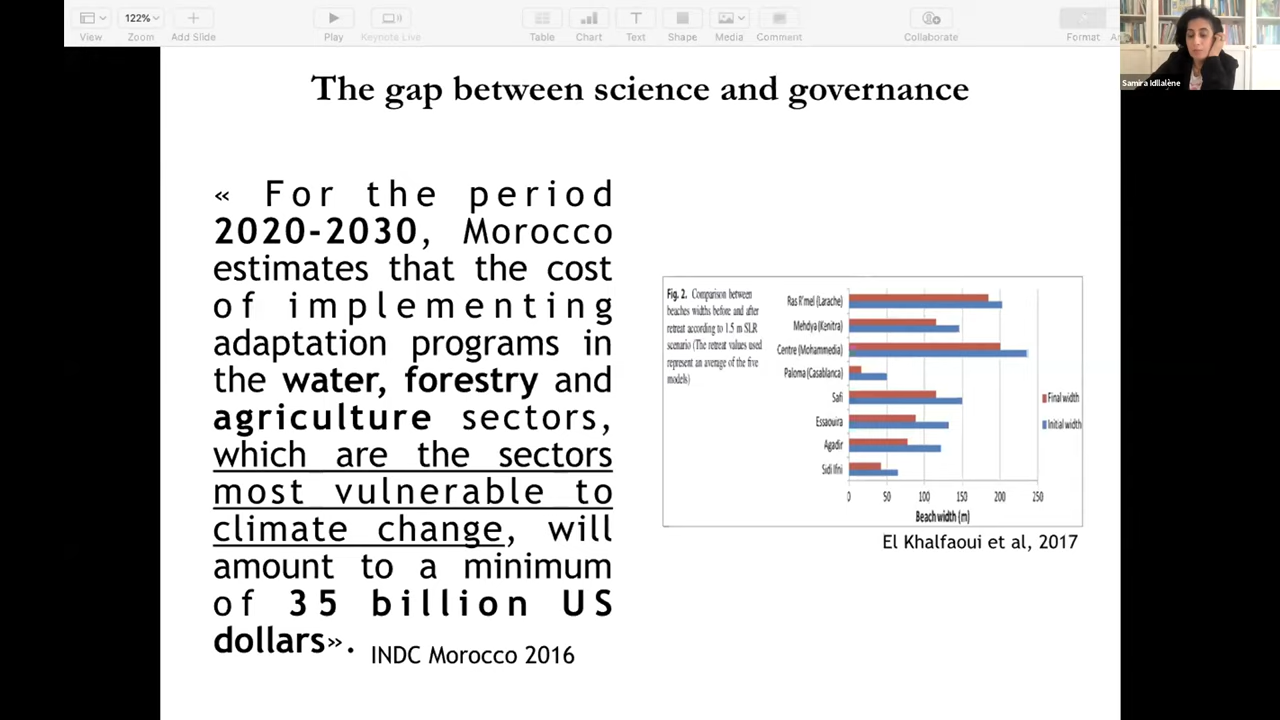 View
122%
Zoom
Add Slide
Play
Keynote Live
Table
Chart
Text
Shape
Media
Comment
Collaborate
Format
Samira Idllalène
The gap between science and governance
« For the period
2020-2030, Morocco
estimates that the cost
of implementing
adaptation programs in
the water, forestry and
agriculture sectors,
which are the sectors
most vulnerable to
climate change, will
amount to a minimum
of 35 billion US
dollars».
INDC Morocco 2016
Fig. 2. Comparison between
beaches widths before and after
retreat according to 1.5 m SLR
scenario (The retreat values used
represent an average of the five
models)
Ras R'mel (Larache)
Mehdya (Kenitra)
Centre (Mohammedia)
Paloma (Casablanca)
Safi
Essaouira
Agadir
Sidi Ifni
0 50 100 150 200 250
Beach width (m)
Final width
Initial width
El Khalfaoui et al, 2017